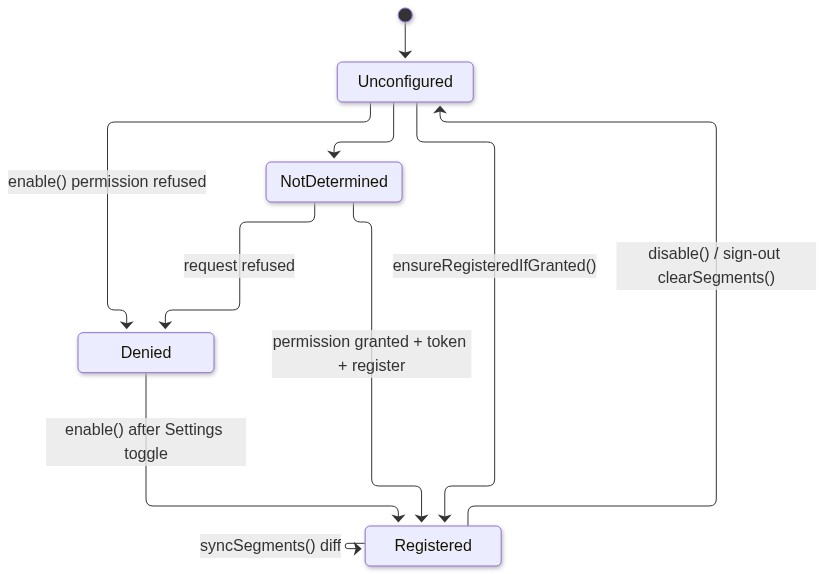 Unconfigured
enable() permission refused
NotDetermined
request refused
ensureRegisteredIfGranted()
disable() / sign-out
clearSegments()
permission granted + token
+ register
Denied
enable() after Settings
toggle
syncSegments() diff
Registered